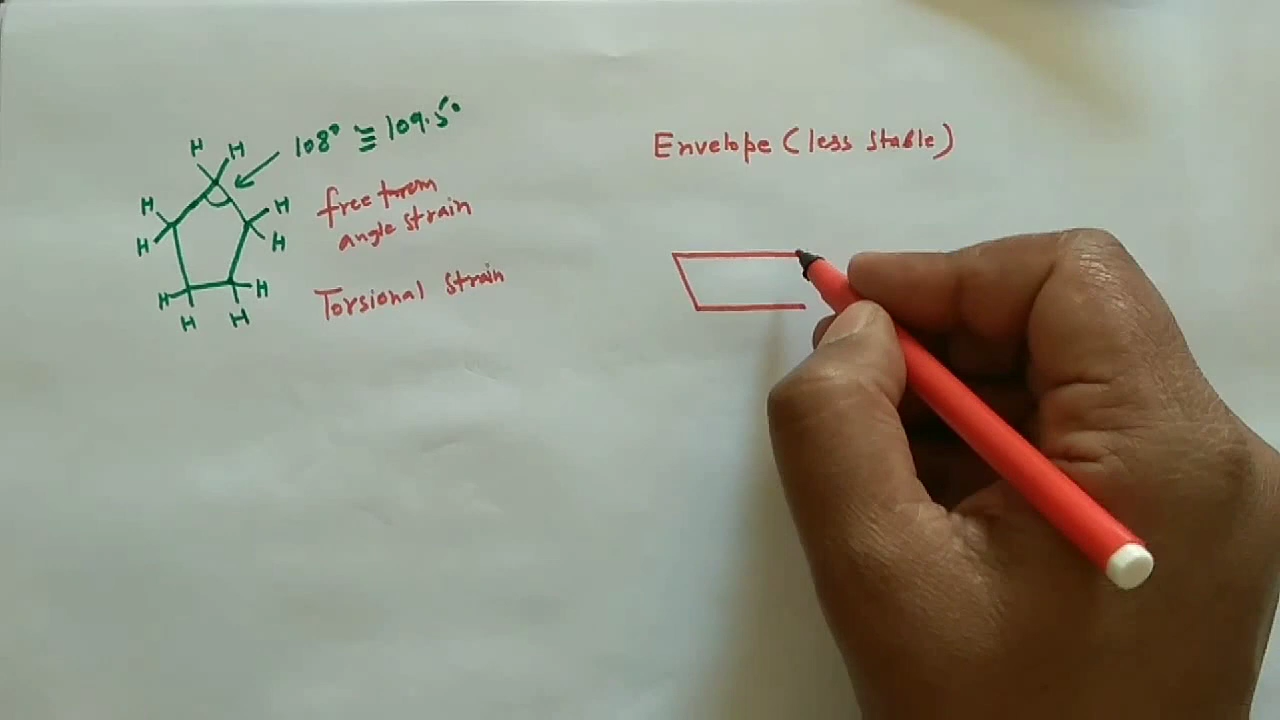 H H 108° ≅ 109.5°
H H
H H
H H
H H
free from
angle strain
Torsional strain
Envelope (less stable)